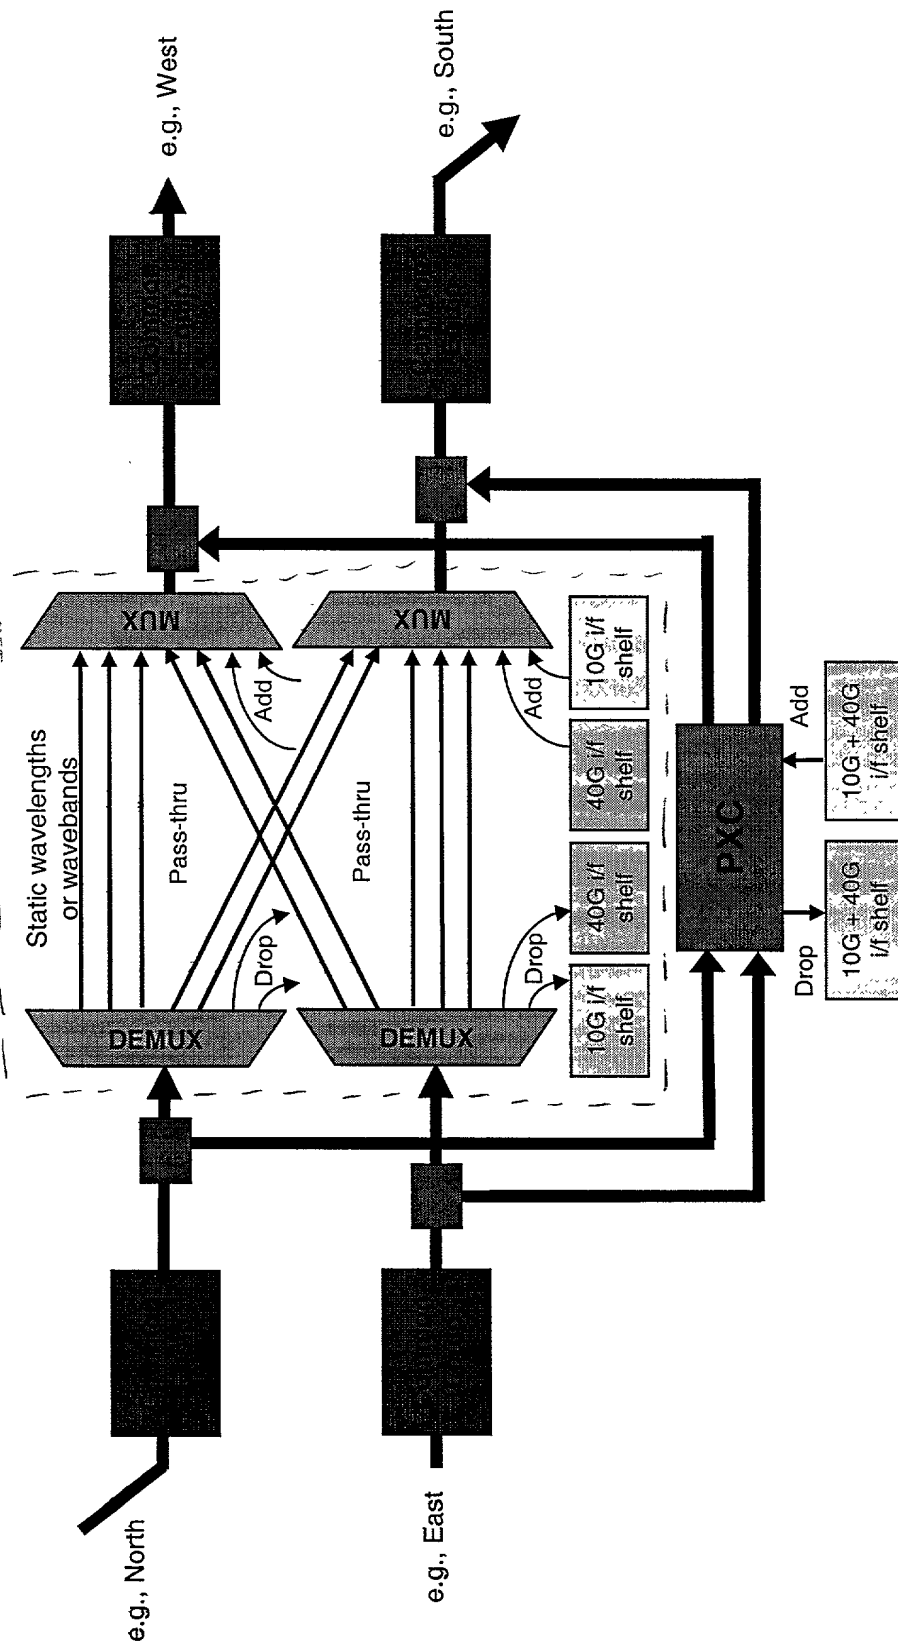 e.g., North
e.g., East
e.g., West
e.g., South
Static wavelengths
or wavebands
DEMUX
DEMUX
MUX
MUX
Pass-thru
Pass-thru
Drop
Drop
Add
Add
10G i/f
shelf
40G i/f
shelf
40G i/f
shelf
10G i/f
shelf
PXC
Drop
Add
10G + 40G
i/f shelf
10G + 40G
i/f shelf